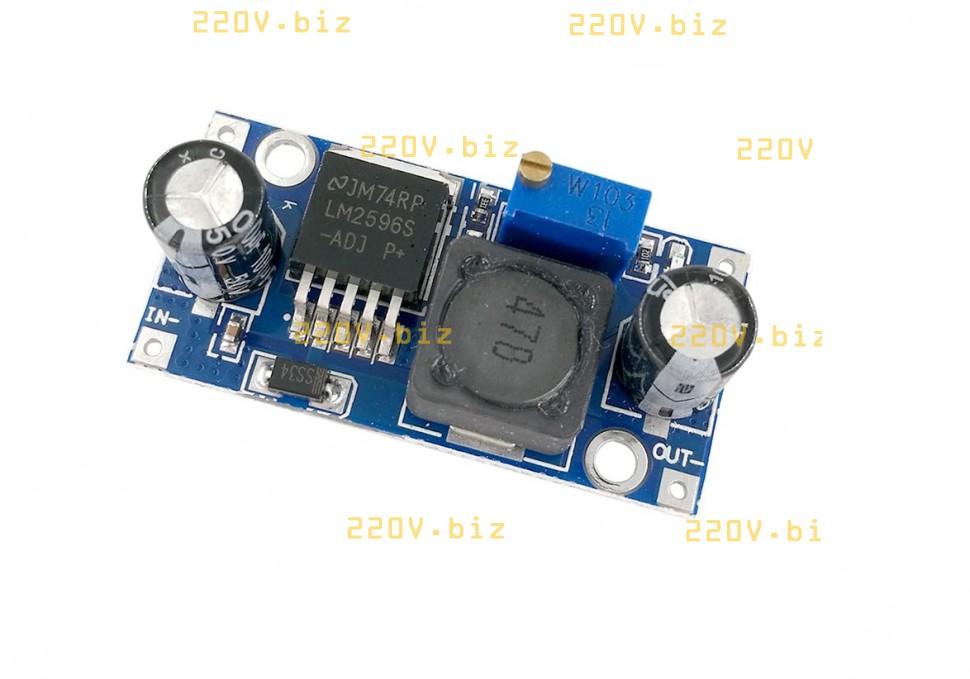 220V.biz
220V.biz
220V.biz
220V
JM74RP
LM2596S
-ADJ P+
W103
K
IN-
220V.biz
220V.biz
SS34
470
OUT-
220V.biz
220V.bi